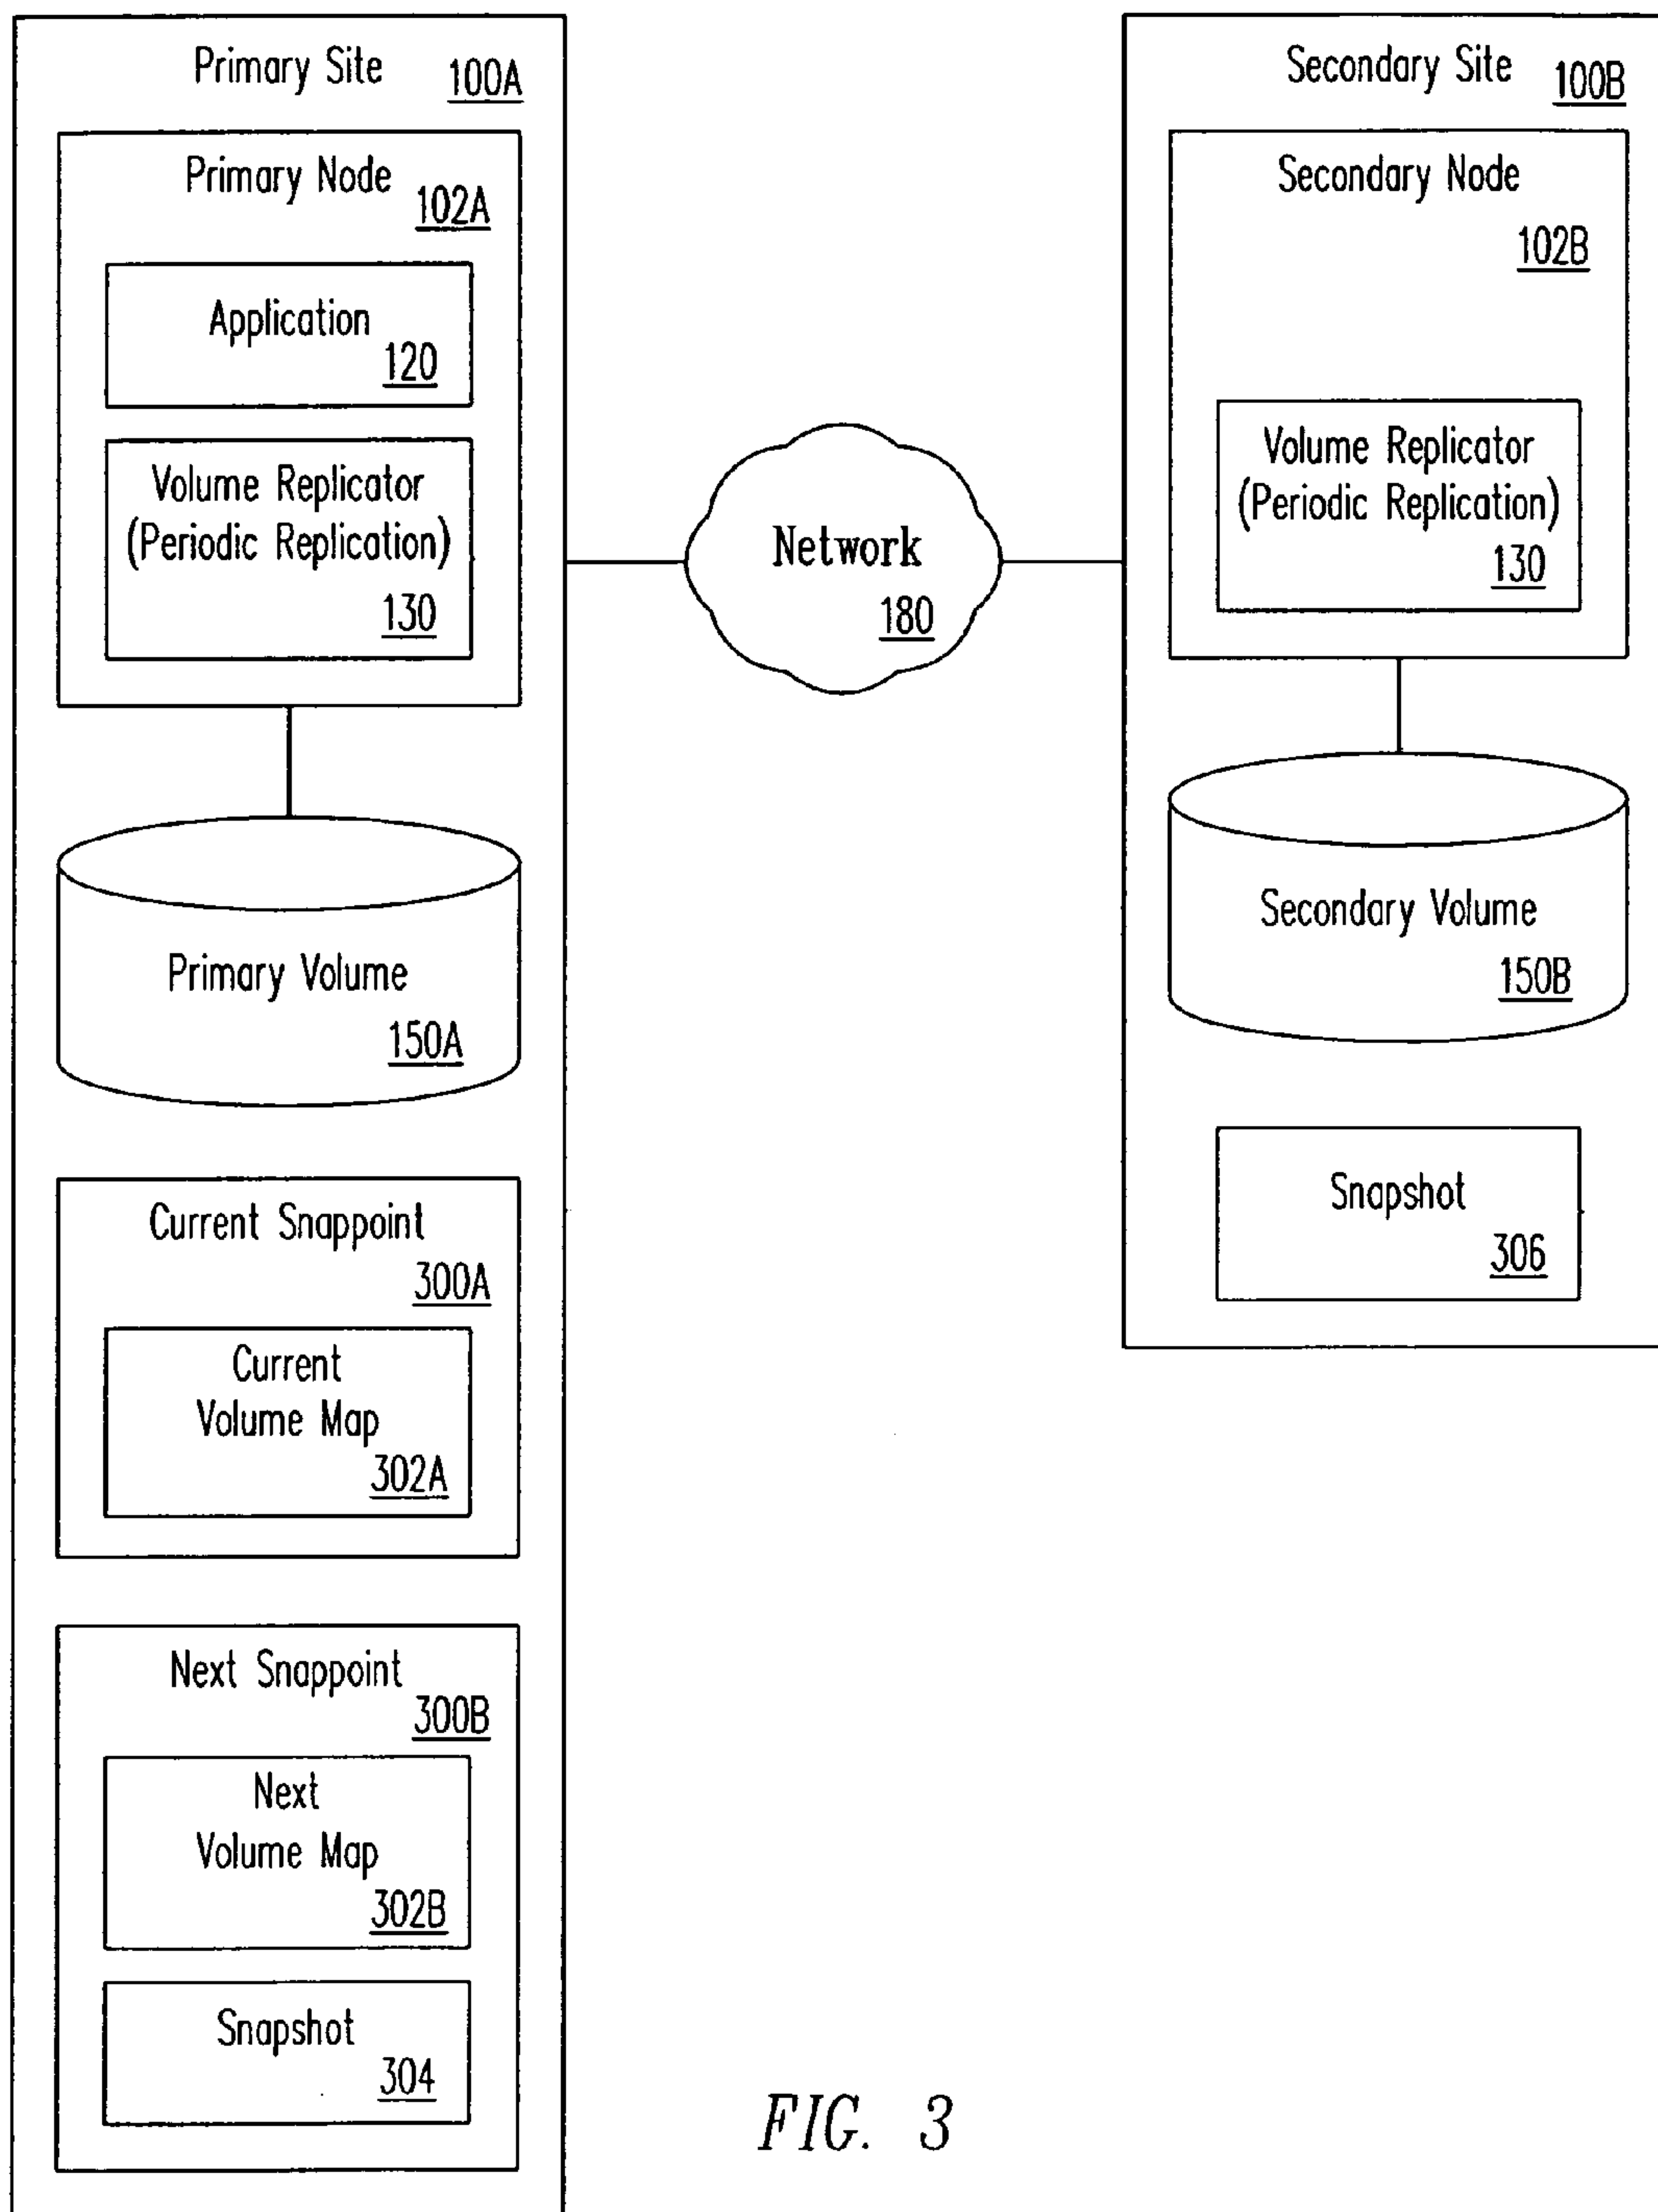 Primary Site
100A
Primary Node
102A
Application
120
Volume Replicator
(Periodic Replication)
130
Primary Volume
150A
Current Snappoint
300A
Current
Volume Map
302A
Next Snappoint
300B
Next
Volume Map
302B
Snapshot
304
Network
180
Secondary Site
100B
Secondary Node
102B
Volume Replicator
(Periodic Replication)
130
Secondary Volume
150B
Snapshot
306
FIG. 3